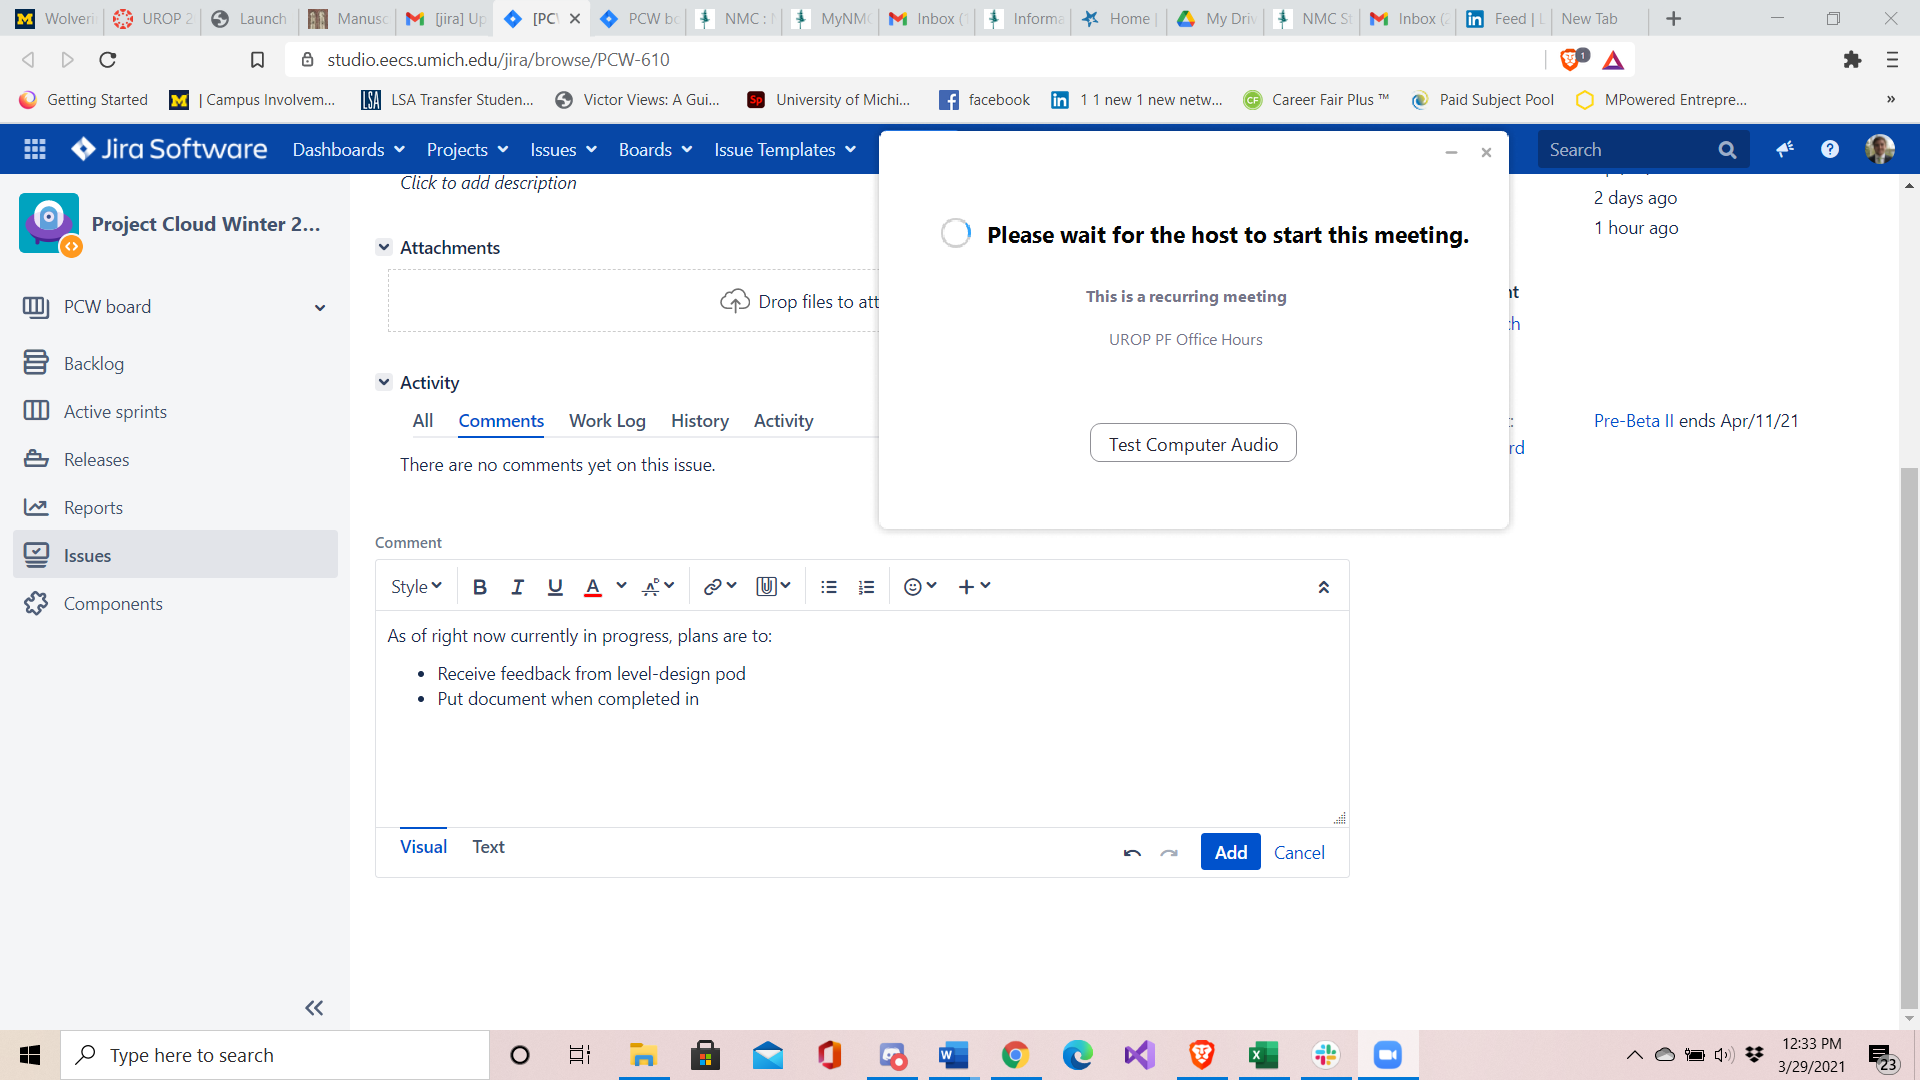 Wolveri
UROP 2
Launch
Manusc
[jira] Up
[PC
PCW bo
NMC : N
MyNMC
Inbox (1
Informa
Home |
My Driv
NMC St
Inbox (2
Feed | L
New Tab
studio.eecs.umich.edu/jira/browse/PCW-610
1
Getting Started
| Campus Involvem...
LSA Transfer Studen...
Victor Views: A Gui...
University of Michi...
facebook
1 1 new 1 new netw...
Career Fair Plus ™
Paid Subject Pool
MPowered Entrepre...
»
Jira Software
Dashboards
Projects
Issues
Boards
Issue Templates
Search
Project Cloud Winter 2...
PCW board
Backlog
Active sprints
Releases
Reports
Issues
Components
Click to add description
Attachments
Drop files to att
Activity
All Comments Work Log History Activity
There are no comments yet on this issue.
Please wait for the host to start this meeting.
This is a recurring meeting
UROP PF Office Hours
Test Computer Audio
2 days ago
1 hour ago
Pre-Beta II ends Apr/11/21
Comment
Style
B I U A
As of right now currently in progress, plans are to:
• Receive feedback from level-design pod
• Put document when completed in
Visual Text
Add Cancel
Type here to search
12:33 PM
3/29/2021
23